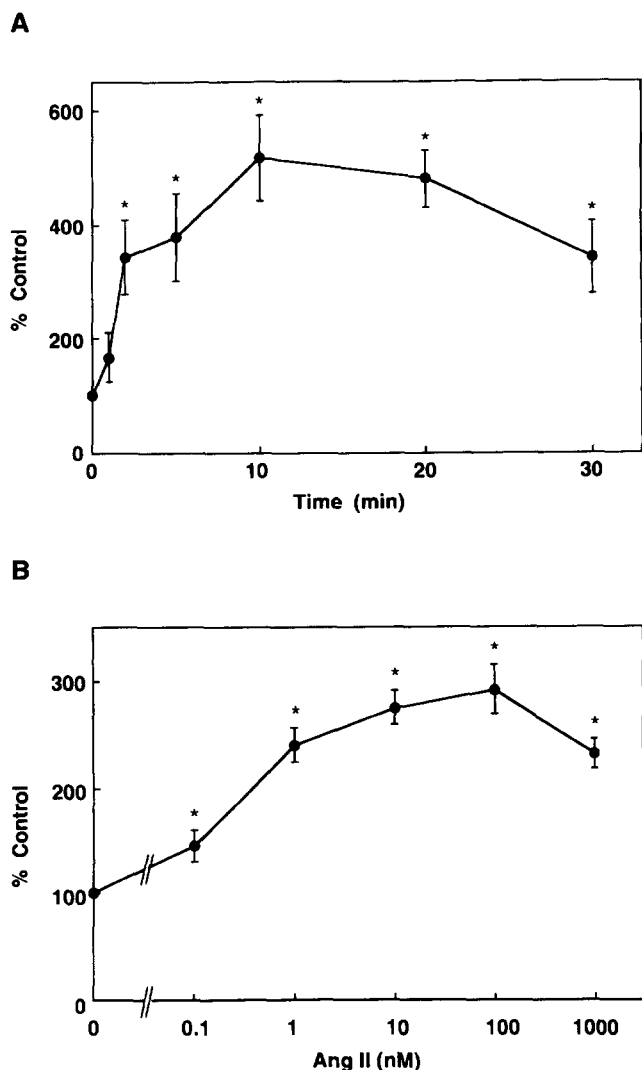 A
600
400
200
0
% Control
* * * * *
0 10 20 30
Time (min)
B
300
200
100
0
% Control
* * * * *
0 0.1 1 10 100 1000
Ang II (nM)